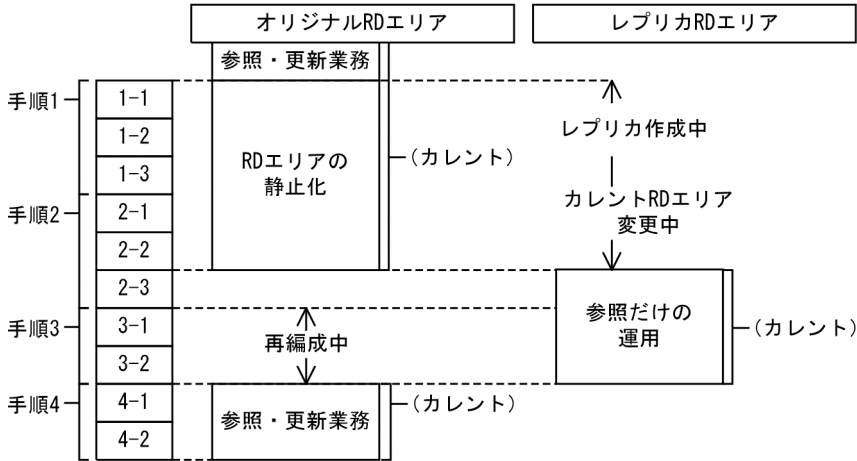 オリジナルRDエリア
レプリカRDエリア
参照・更新業務
手順1
1-1
1-2
1-3
RDエリアの
静止化
(カレント)
レプリカ作成中
カレントRDエリア
変更中
手順2
2-1
2-2
2-3
参照だけの
運用
(カレント)
手順3
3-1
3-2
再編成中
手順4
4-1
4-2
参照・更新業務
(カレント)